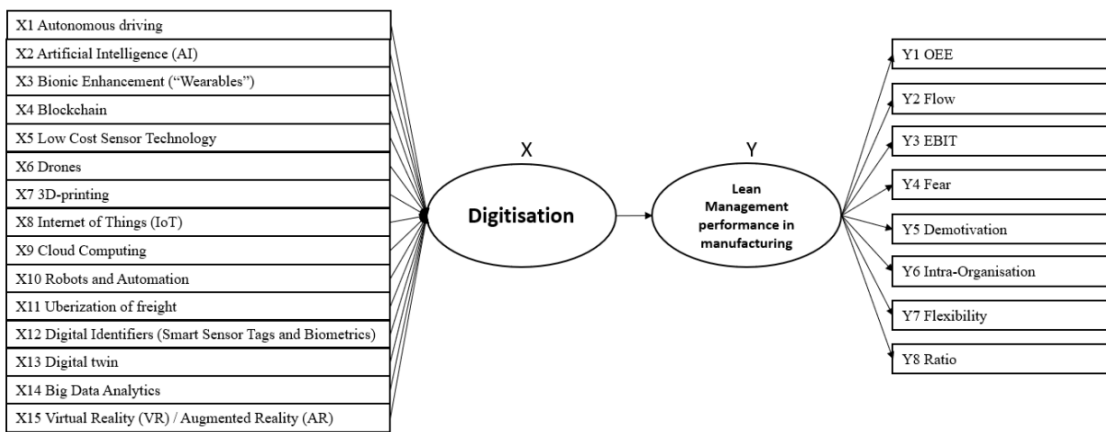 X1 Autonomous driving
X2 Artificial Intelligence (AI)
X3 Bionic Enhancement (“Wearables”)
X4 Blockchain
X5 Low Cost Sensor Technology
X6 Drones
X7 3D-printing
X8 Internet of Things (IoT)
X9 Cloud Computing
X10 Robots and Automation
X11 Uberization of freight
X12 Digital Identifiers (Smart Sensor Tags and Biometrics)
X13 Digital twin
X14 Big Data Analytics
X15 Virtual Reality (VR) / Augmented Reality (AR)
X
Digitisation
Y
Lean
Management
performance in
manufacturing
Y1 OEE
Y2 Flow
Y3 EBIT
Y4 Fear
Y5 Demotivation
Y6 Intra-Organisation
Y7 Flexibility
Y8 Ratio